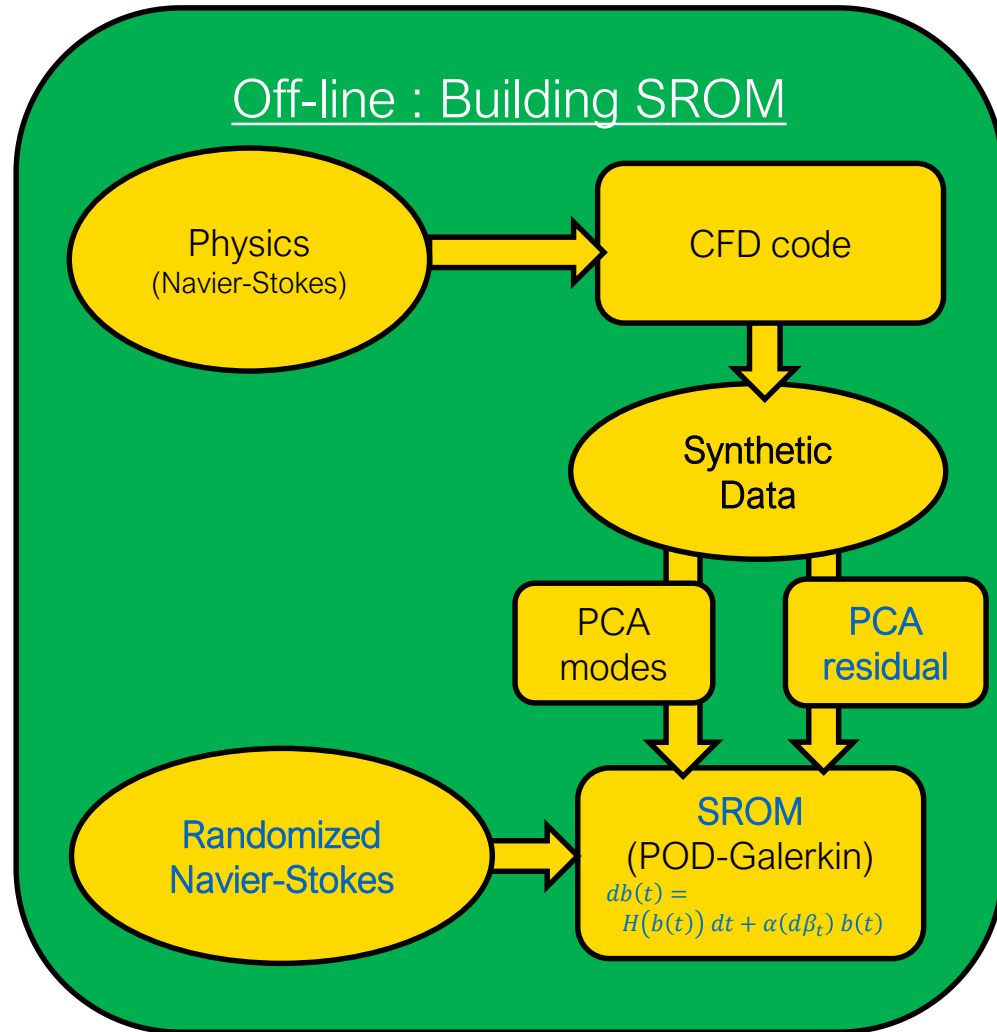 Off-line : Building SROM
Physics
(Navier-Stokes)
CFD code
Synthetic
Data
PCA
modes
PCA
residual
Randomized
Navier-Stokes
SROM
(POD-Galerkin)
db(t) =
H(b(t)) dt + α(dβₜ) b(t)